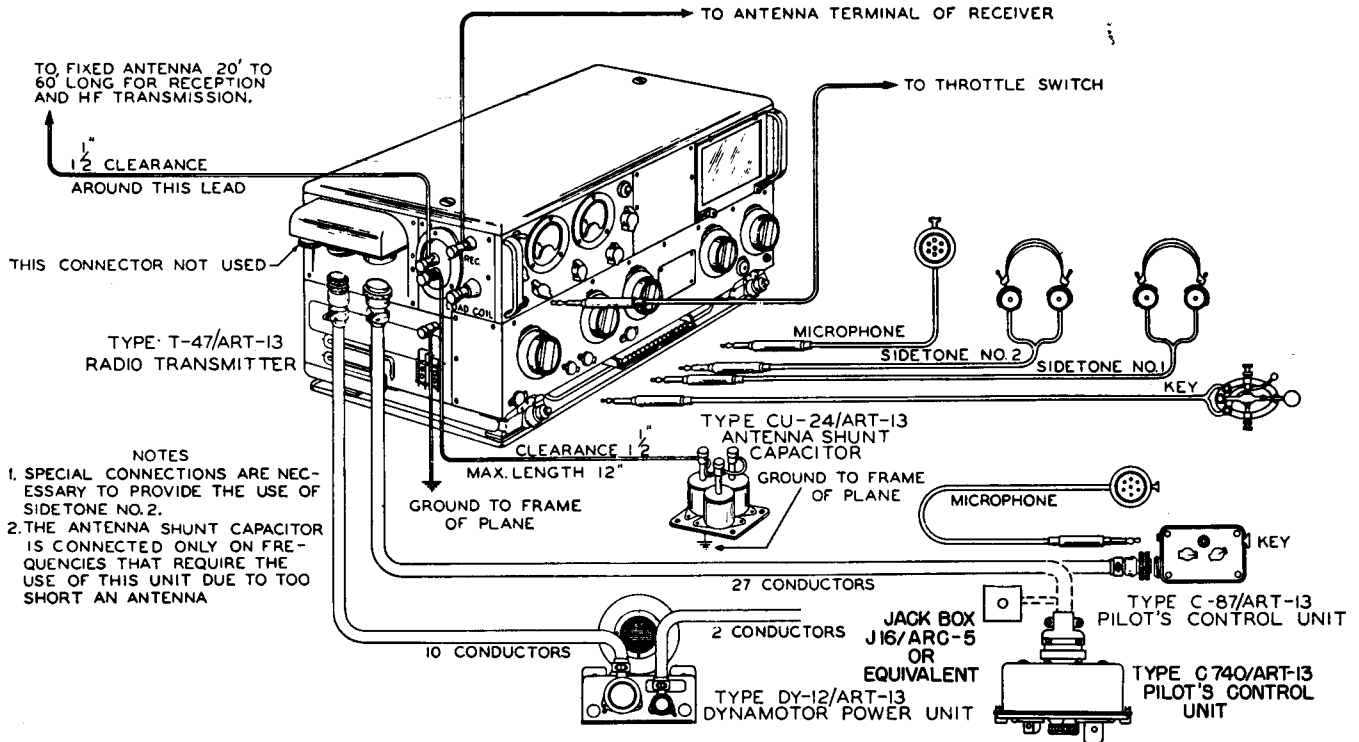 TO ANTENNA TERMINAL OF RECEIVER
TO FIXED ANTENNA 20' TO
60' LONG FOR RECEPTION
AND HF TRANSMISSION.
TO THROTTLE SWITCH
1 1/2" CLEARANCE
AROUND THIS LEAD
THIS CONNECTOR NOT USED
REC.
LOAD COIL
TYPE T-47/ART-13
RADIO TRANSMITTER
MICROPHONE
SIDETONE NO. 2
SIDETONE NO. 1
KEY
TYPE CU-24/ART-13
ANTENNA SHUNT
CAPACITOR
CLEARANCE 1 1/2"
MAX. LENGTH 12"
GROUND TO FRAME
OF PLANE
GROUND TO FRAME
OF PLANE
NOTES
1. SPECIAL CONNECTIONS ARE NEC-
ESSARY TO PROVIDE THE USE OF
SIDETONE NO. 2.
2. THE ANTENNA SHUNT CAPACITOR
IS CONNECTED ONLY ON FRE-
QUENCIES THAT REQUIRE THE
USE OF THIS UNIT DUE TO TOO
SHORT AN ANTENNA
MICROPHONE
KEY
27 CONDUCTORS
TYPE C-87/ART-13
PILOT'S CONTROL UNIT
10 CONDUCTORS
2 CONDUCTORS
JACK BOX
J16/ARC-5
OR
EQUIVALENT
TYPE DY-12/ART-13
DYNAMOTOR POWER UNIT
TYPE C740/ART-13
PILOT'S CONTROL
UNIT